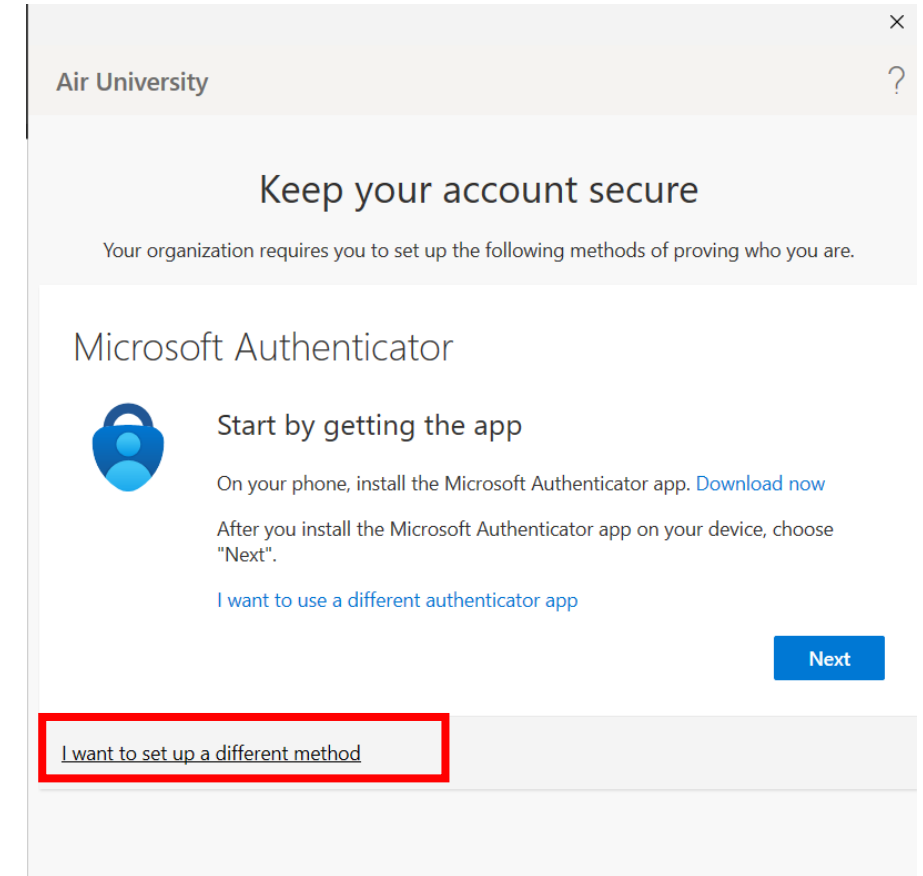 Air University
?
Keep your account secure
Your organization requires you to set up the following methods of proving who you are.
Microsoft Authenticator
Start by getting the app
On your phone, install the Microsoft Authenticator app. Download now
After you install the Microsoft Authenticator app on your device, choose
"Next".
I want to use a different authenticator app
Next
I want to set up a different method